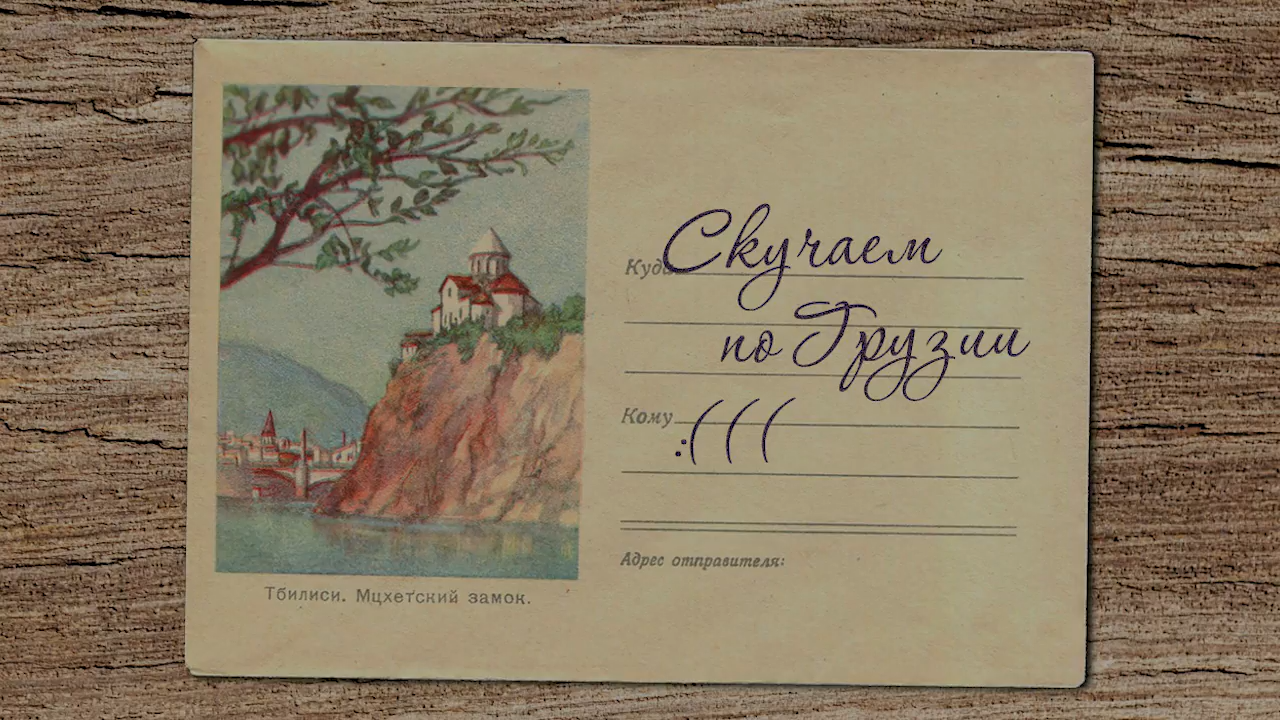 Куда
Скучаем
по Грузии
Кому
:(((
Адрес отправителя:
Тбилиси. Мцхетский замок.